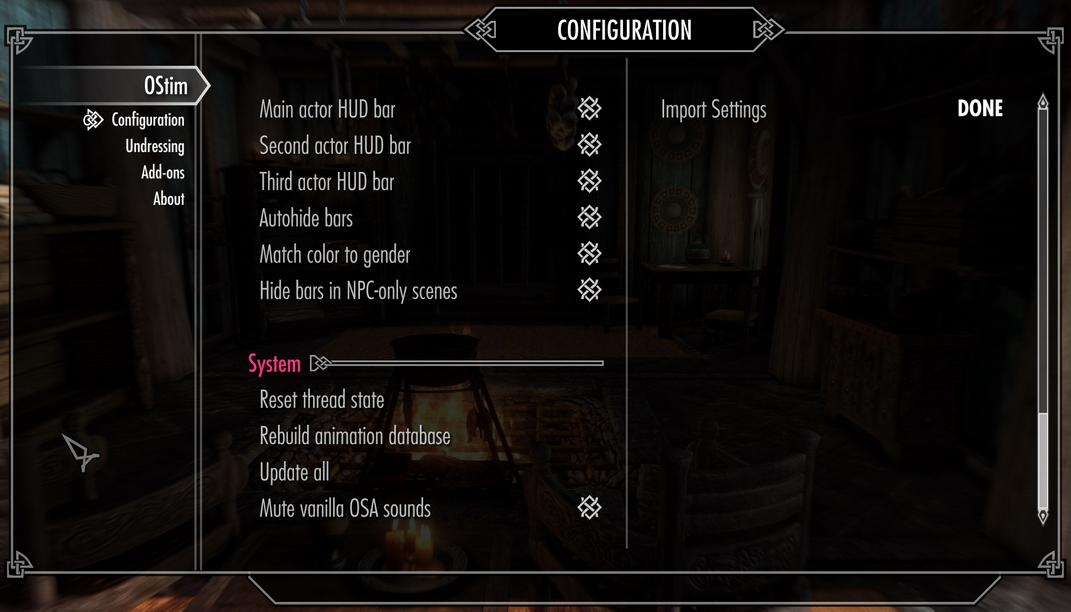 CONFIGURATION
OStim
Configuration
Undressing
Add-ons
About
Main actor HUD bar
Second actor HUD bar
Third actor HUD bar
Autohide bars
Match color to gender
Hide bars in NPC-only scenes
System
Reset thread state
Rebuild animation database
Update all
Mute vanilla OSA sounds
Import Settings DONE